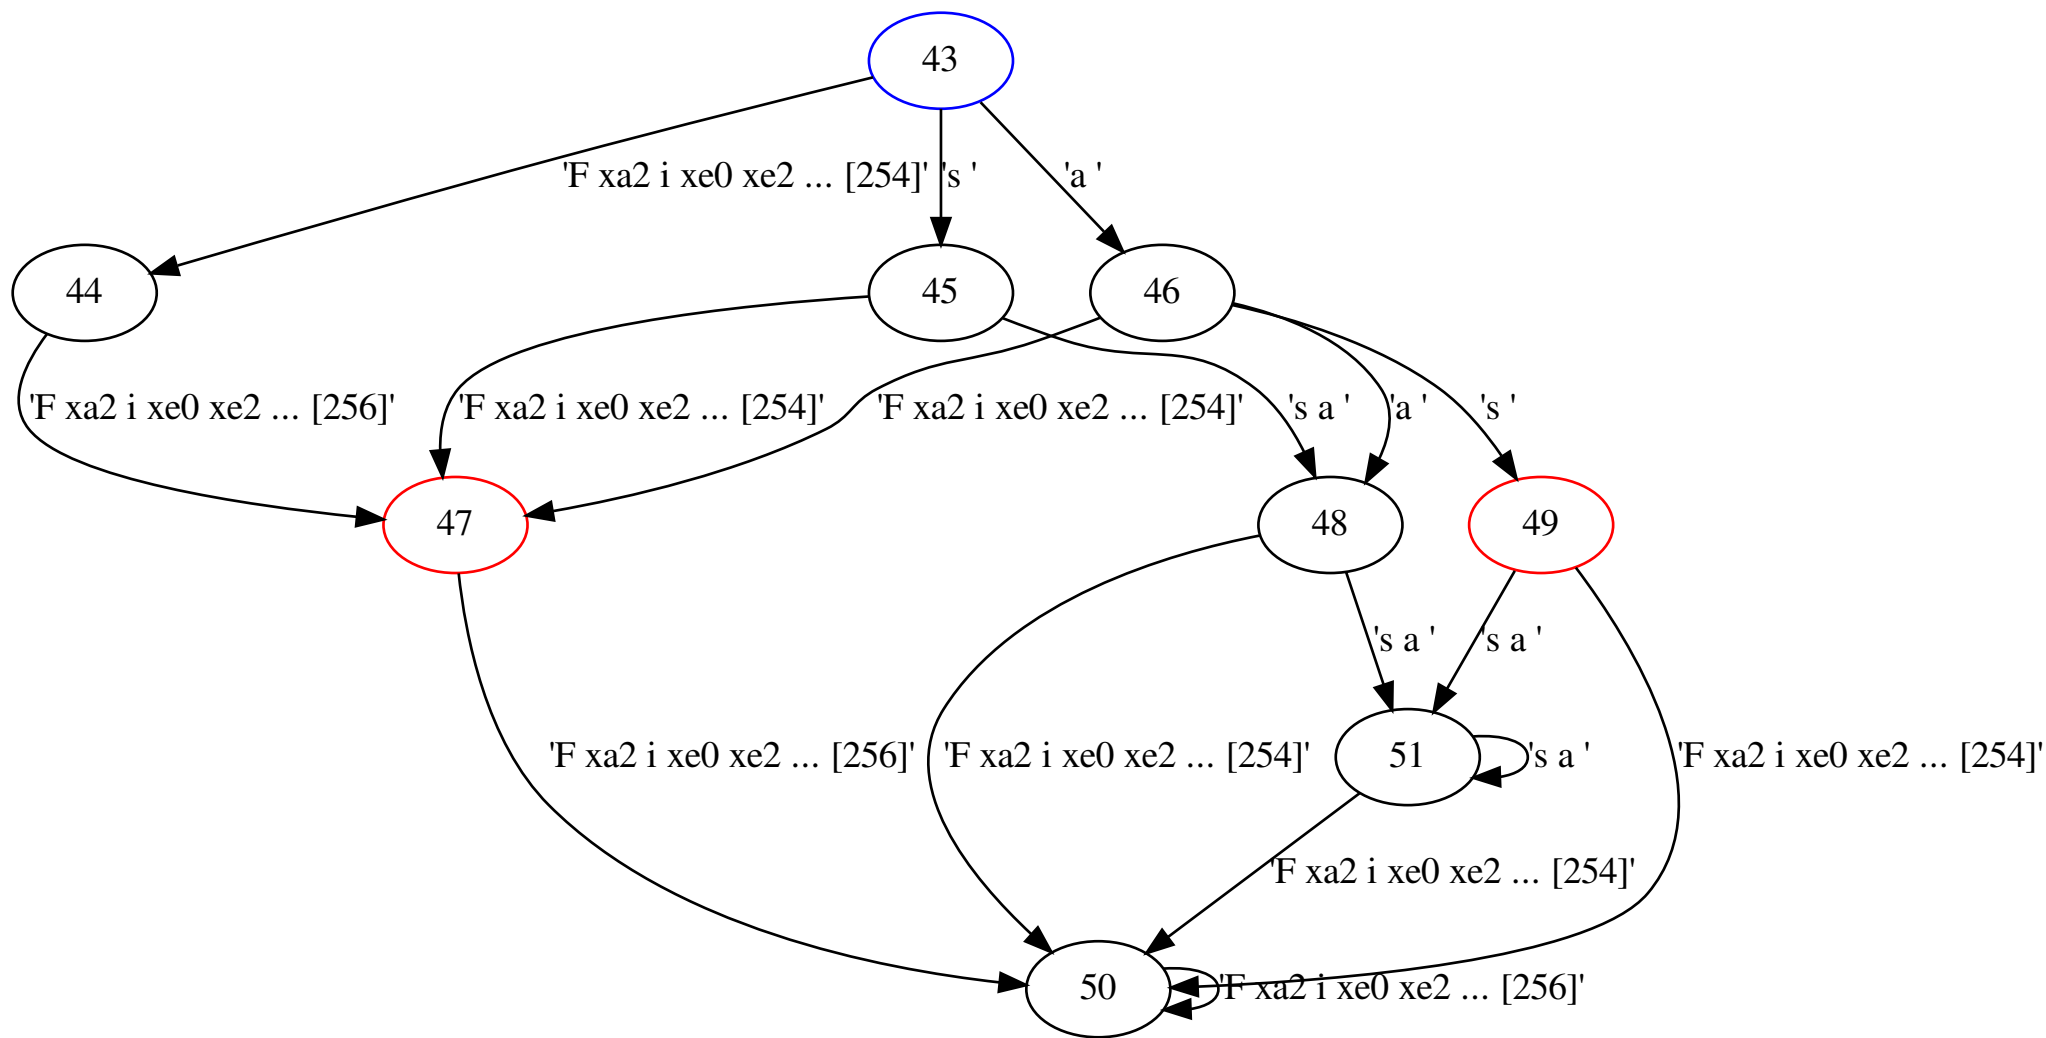 43
'F xa2 i xe0 xe2 ... [254]' 's ' 'a '
44 45 46
'F xa2 i xe0 xe2 ... [256]' 'F xa2 i xe0 xe2 ... [254]' 'F xa2 i xe0 xe2 ... [254]' 's a ' 'a ' 's '
47 48 49
's a ' 's a '
'F xa2 i xe0 xe2 ... [256]' 'F xa2 i xe0 xe2 ... [254]' 51 's a ' 'F xa2 i xe0 xe2 ... [254]'
'F xa2 i xe0 xe2 ... [254]'
50 'F xa2 i xe0 xe2 ... [256]'